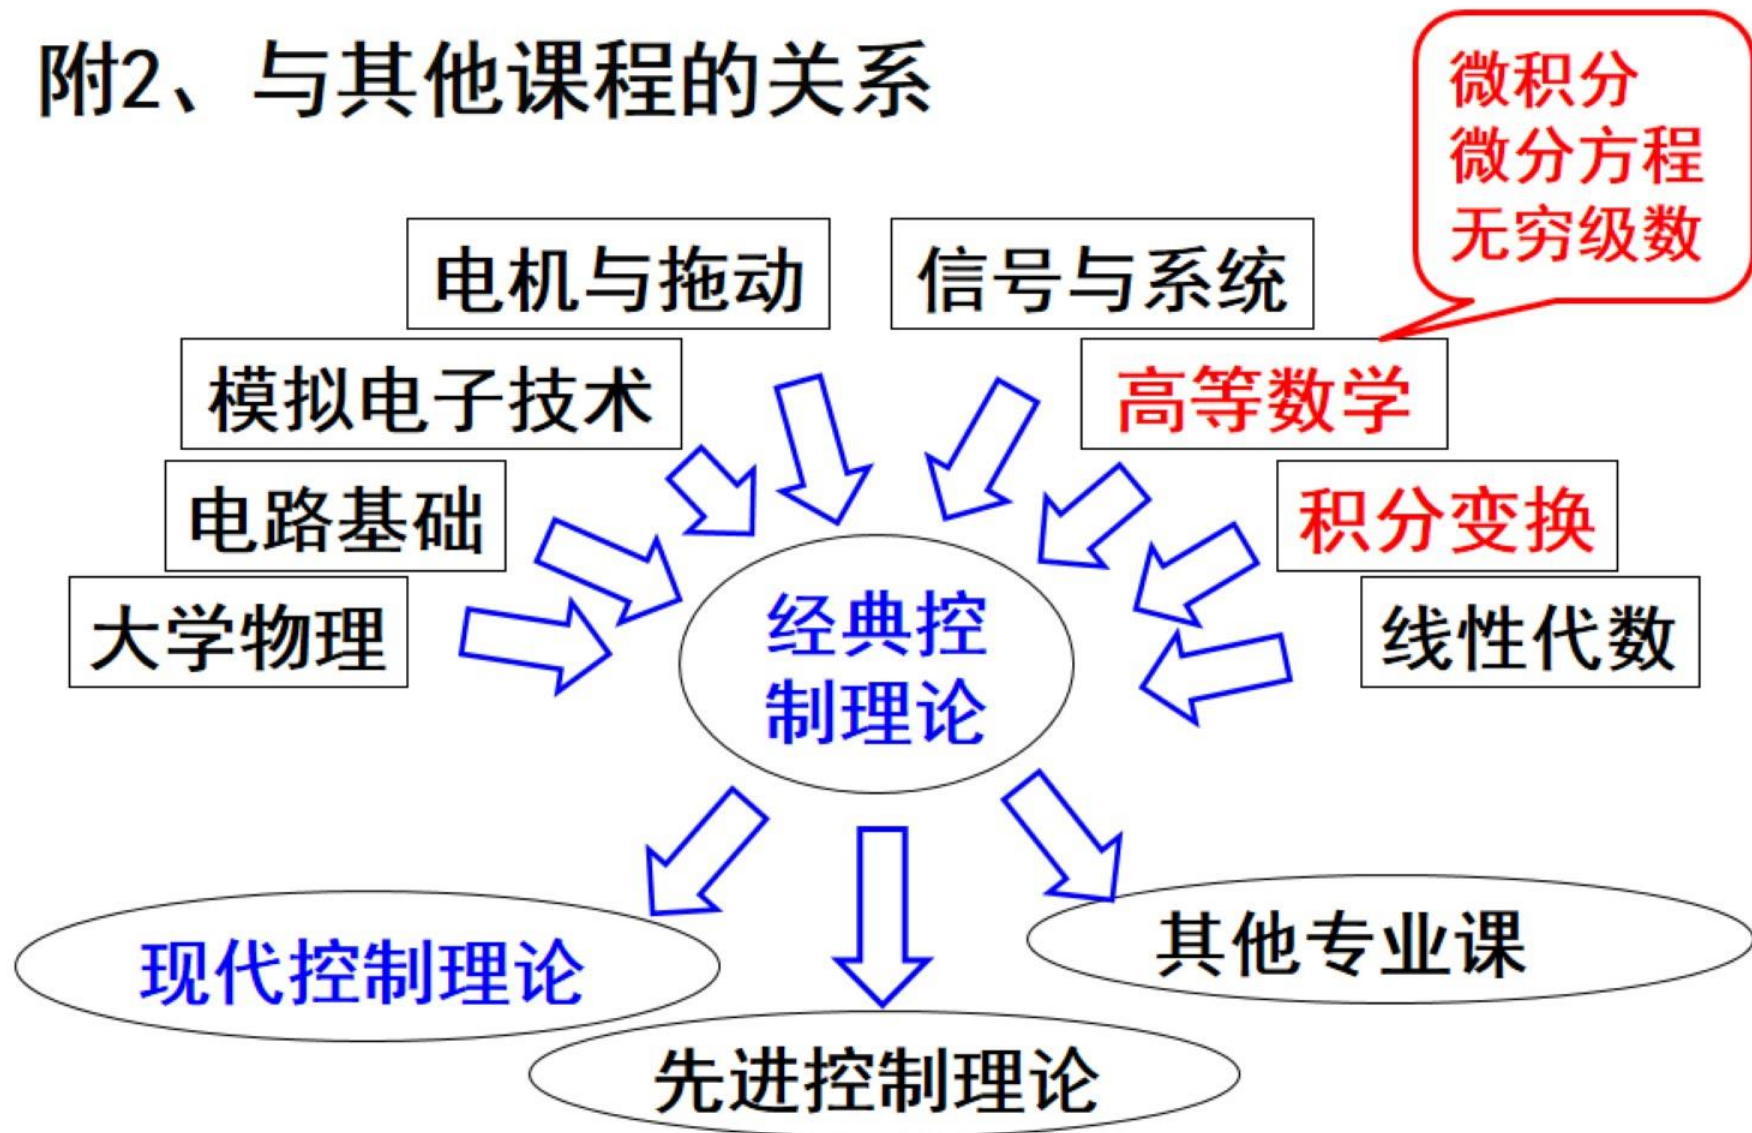 附2、与其他课程的关系
微积分
微分方程
无穷级数
电机与拖动
信号与系统
模拟电子技术
高等数学
电路基础
积分变换
大学物理
线性代数
经典控
制理论
现代控制理论
其他专业课
先进控制理论